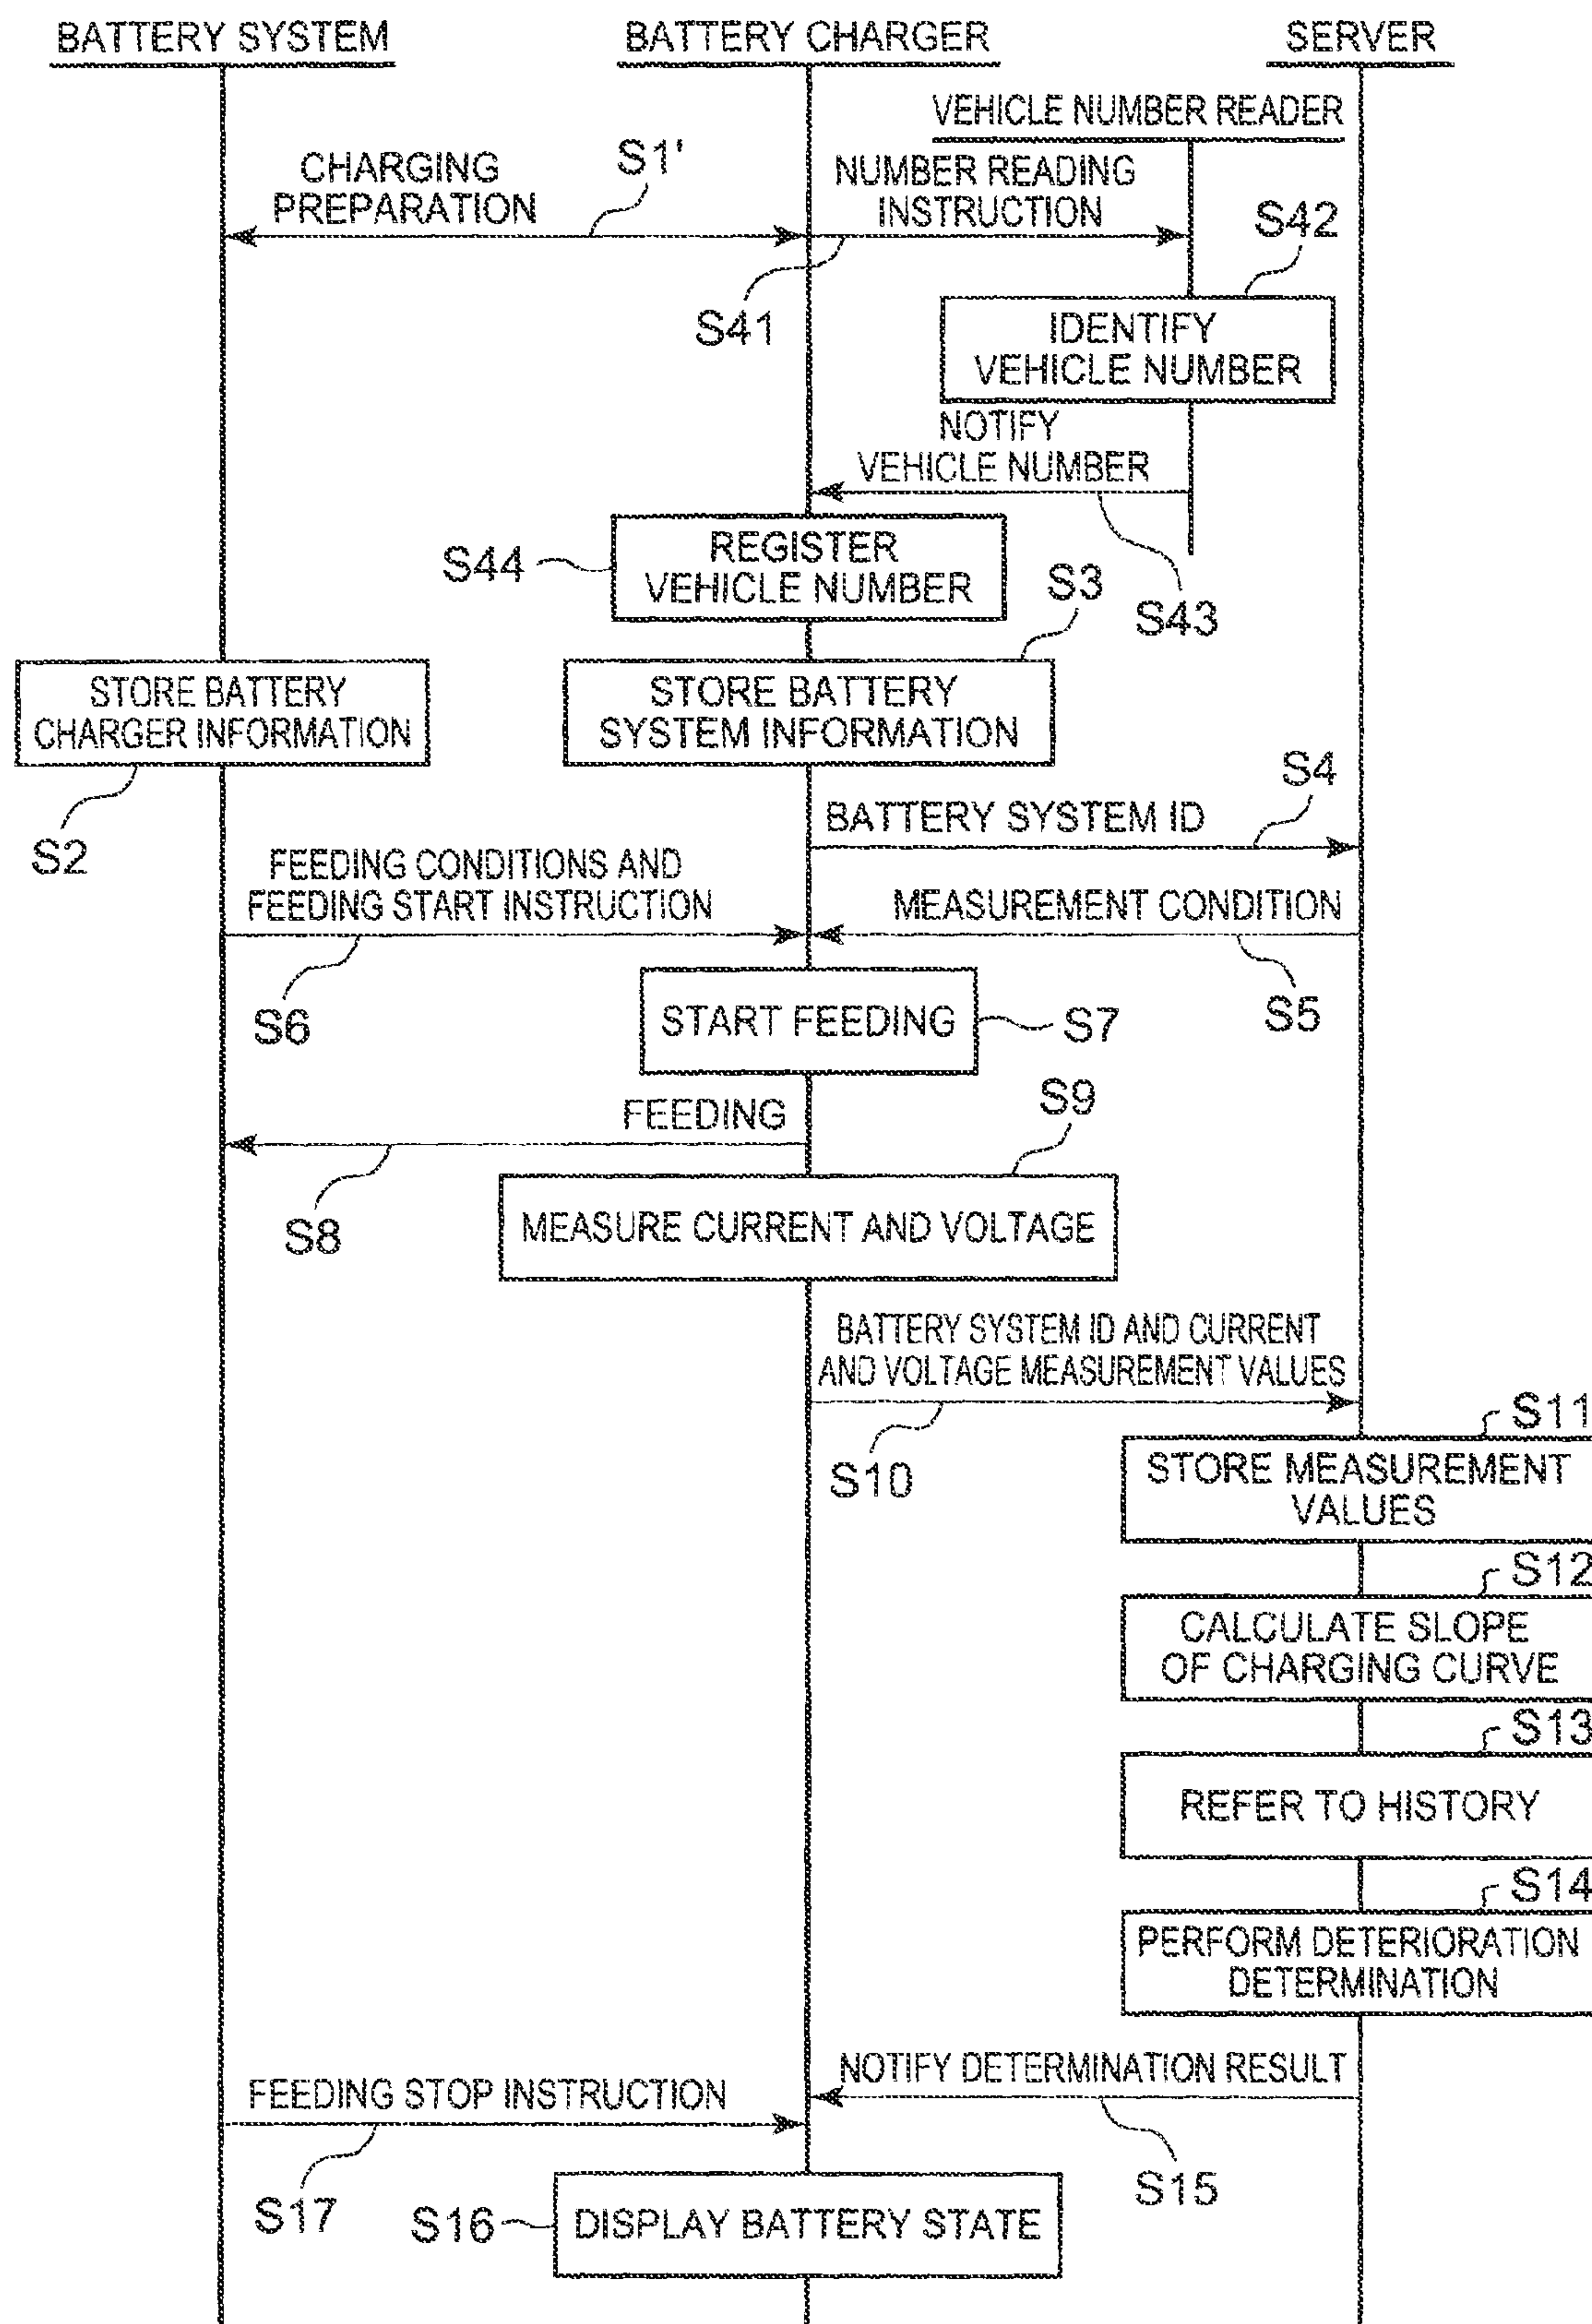 BATTERY SYSTEM
BATTERY CHARGER
SERVER
VEHICLE NUMBER READER
CHARGING
PREPARATION
S1'
NUMBER READING
INSTRUCTION
S42
S41
IDENTIFY
VEHICLE NUMBER
NOTIFY
VEHICLE NUMBER
S44
REGISTER
VEHICLE NUMBER
S3
S43
STORE BATTERY
CHARGER INFORMATION
STORE BATTERY
SYSTEM INFORMATION
S4
S2
BATTERY SYSTEM ID
FEEDING CONDITIONS AND
FEEDING START INSTRUCTION
MEASUREMENT CONDITION
S6
START FEEDING
S7
S5
FEEDING
S9
S8
MEASURE CURRENT AND VOLTAGE
BATTERY SYSTEM ID AND CURRENT
AND VOLTAGE MEASUREMENT VALUES
S10
S11
STORE MEASUREMENT
VALUES
S12
CALCULATE SLOPE
OF CHARGING CURVE
S13
REFER TO HISTORY
S14
PERFORM DETERIORATION
DETERMINATION
NOTIFY DETERMINATION RESULT
FEEDING STOP INSTRUCTION
S15
S17
S16
DISPLAY BATTERY STATE